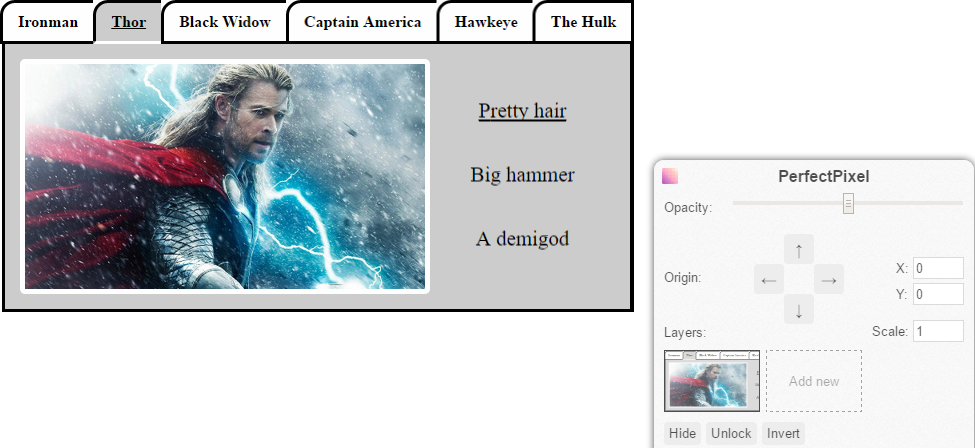 Ironman Thor Black Widow Captain America Hawkeye The Hulk
Pretty hair
Big hammer
A demigod
PerfectPixel
Opacity:
Origin:
X: 0
Y: 0
Layers:
Scale: 1
Add new
Hide Unlock Invert